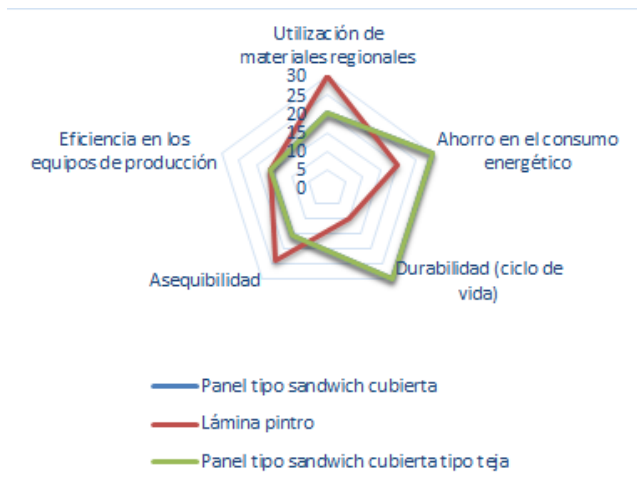 Utilización de
materiales regionales
30
25
20
15
10
5
0
Ahorro en el consumo
energético
Durabilidad (ciclo de
vida)
Asequibilidad
Eficiencia en los
equipos de producción
Panel tipo sandwich cubierta
Lámina pintro
Panel tipo sandwich cubierta tipo teja